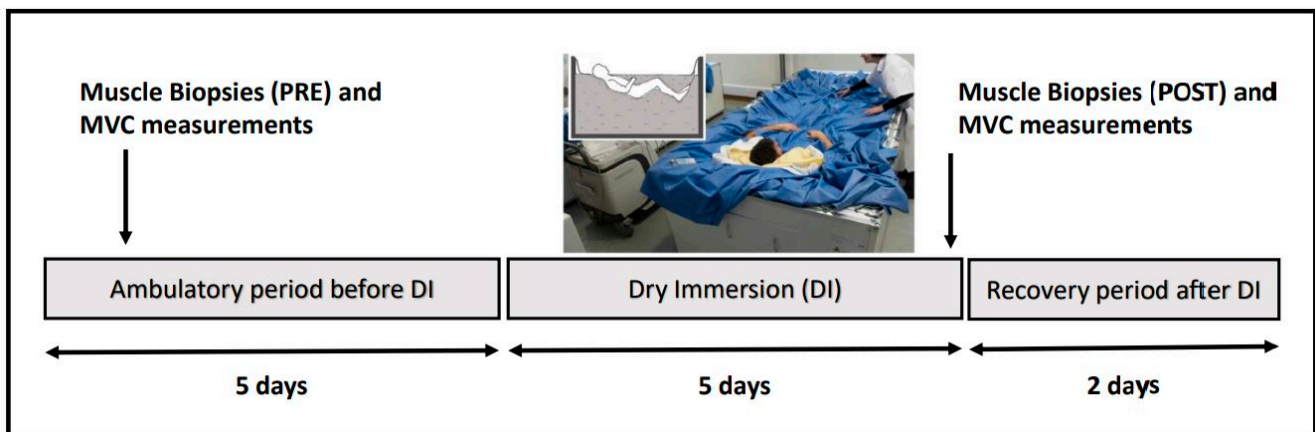 Muscle Biopsies (PRE) and
MVC measurements
Muscle Biopsies (POST) and
MVC measurements
Ambulatory period before DI
Dry Immersion (DI)
Recovery period after DI
5 days
5 days
2 days